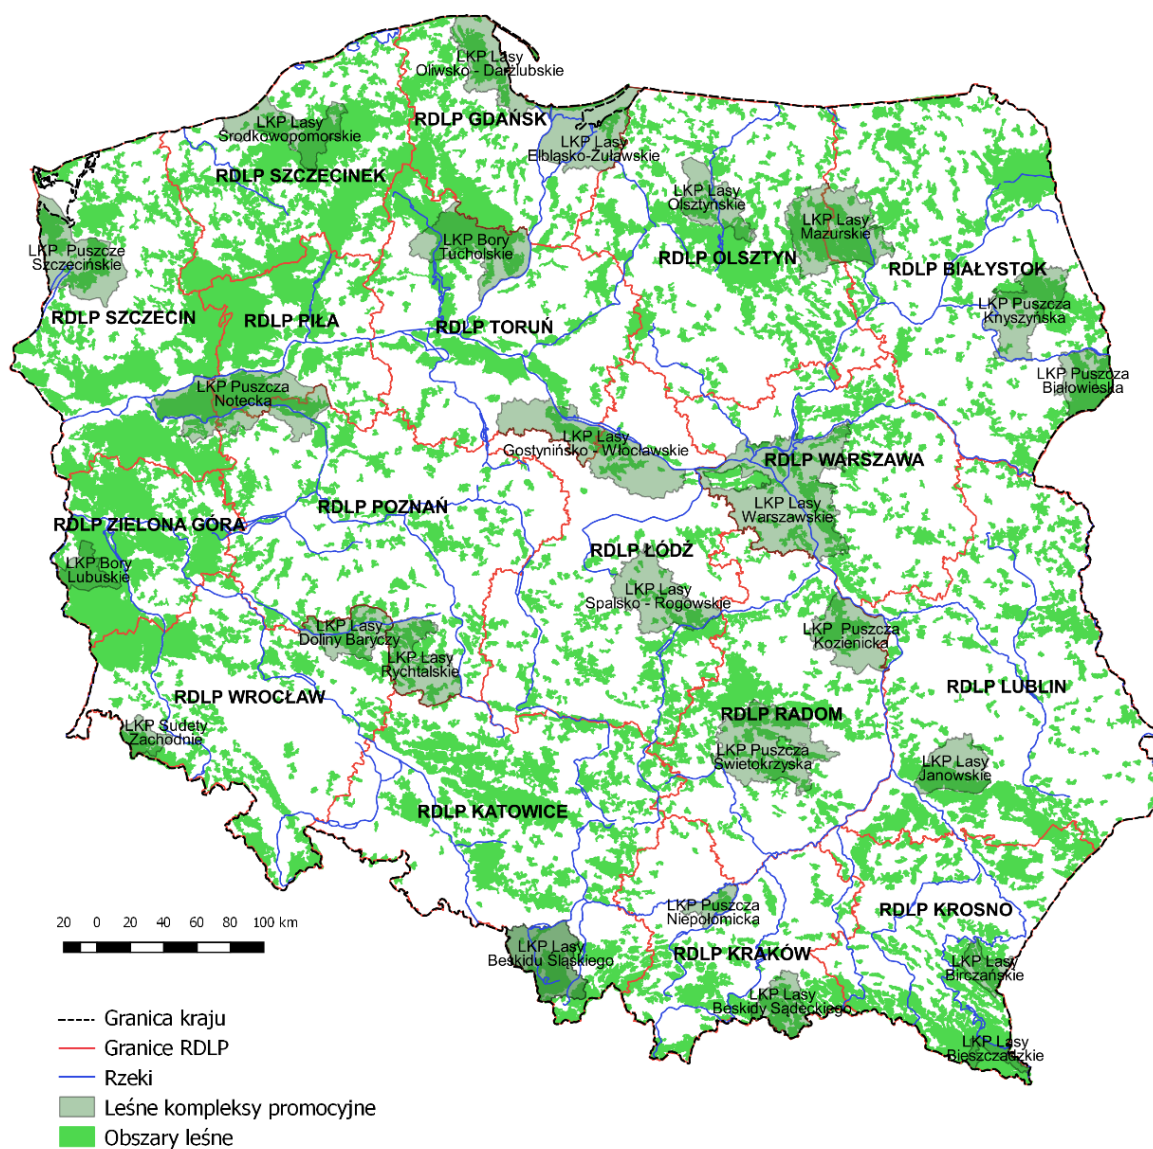 LKP Lasy
Oliwsko - Darżlubskie
RDLP GDAŃSK
LKP Lasy
Środkowopomorskie
LKP Lasy
Elbląsko-Żuławskie
RDLP SZCZECINEK
LKP Lasy
Olsztyńskie
LKP Lasy
Mazurskie
LKP Puszcze
Szczecińskie
LKP Bory
Tucholskie
RDLP OLSZTYN
RDLP BIAŁYSTOK
LKP Puszcza
Knyszyńska
RDLP SZCZECIN
RDLP PIŁA
RDLP TORUŃ
LKP Puszcza
Białowieska
LKP Puszcza
Notecka
LKP Lasy
Gostynińsko - Włocławskie
RDLP WARSZAWA
RDLP POZNAŃ
LKP Lasy
Warszawskie
RDLP ZIELONA GÓRA
RDLP ŁÓDŹ
LKP Bory
Lubuskie
LKP Lasy
Spalsko - Rogowskie
LKP Lasy
Doliny Baryczy
LKP Puszcza
Kozienicka
LKP Lasy
Rychtalskie
RDLP WROCŁAW
RDLP LUBLIN
RDLP RADOM
LKP Sudety
Zachodnie
LKP Puszcza
Świetokrzyska
LKP Lasy
Janowskie
RDLP KATOWICE
LKP Puszcza
Niepołomicka
RDLP KROSNO
20 0 20 40 60 80 100 km
LKP Lasy
Beskidu Śląskiego
RDLP KRAKÓW
LKP Lasy
Birczańskie
LKP Lasy
Beskidy Sądeckiego
LKP Lasy
Bieszczadzkie
Granica kraju
Granice RDLP
Rzeki
Leśne kompleksy promocyjne
Obszary leśne